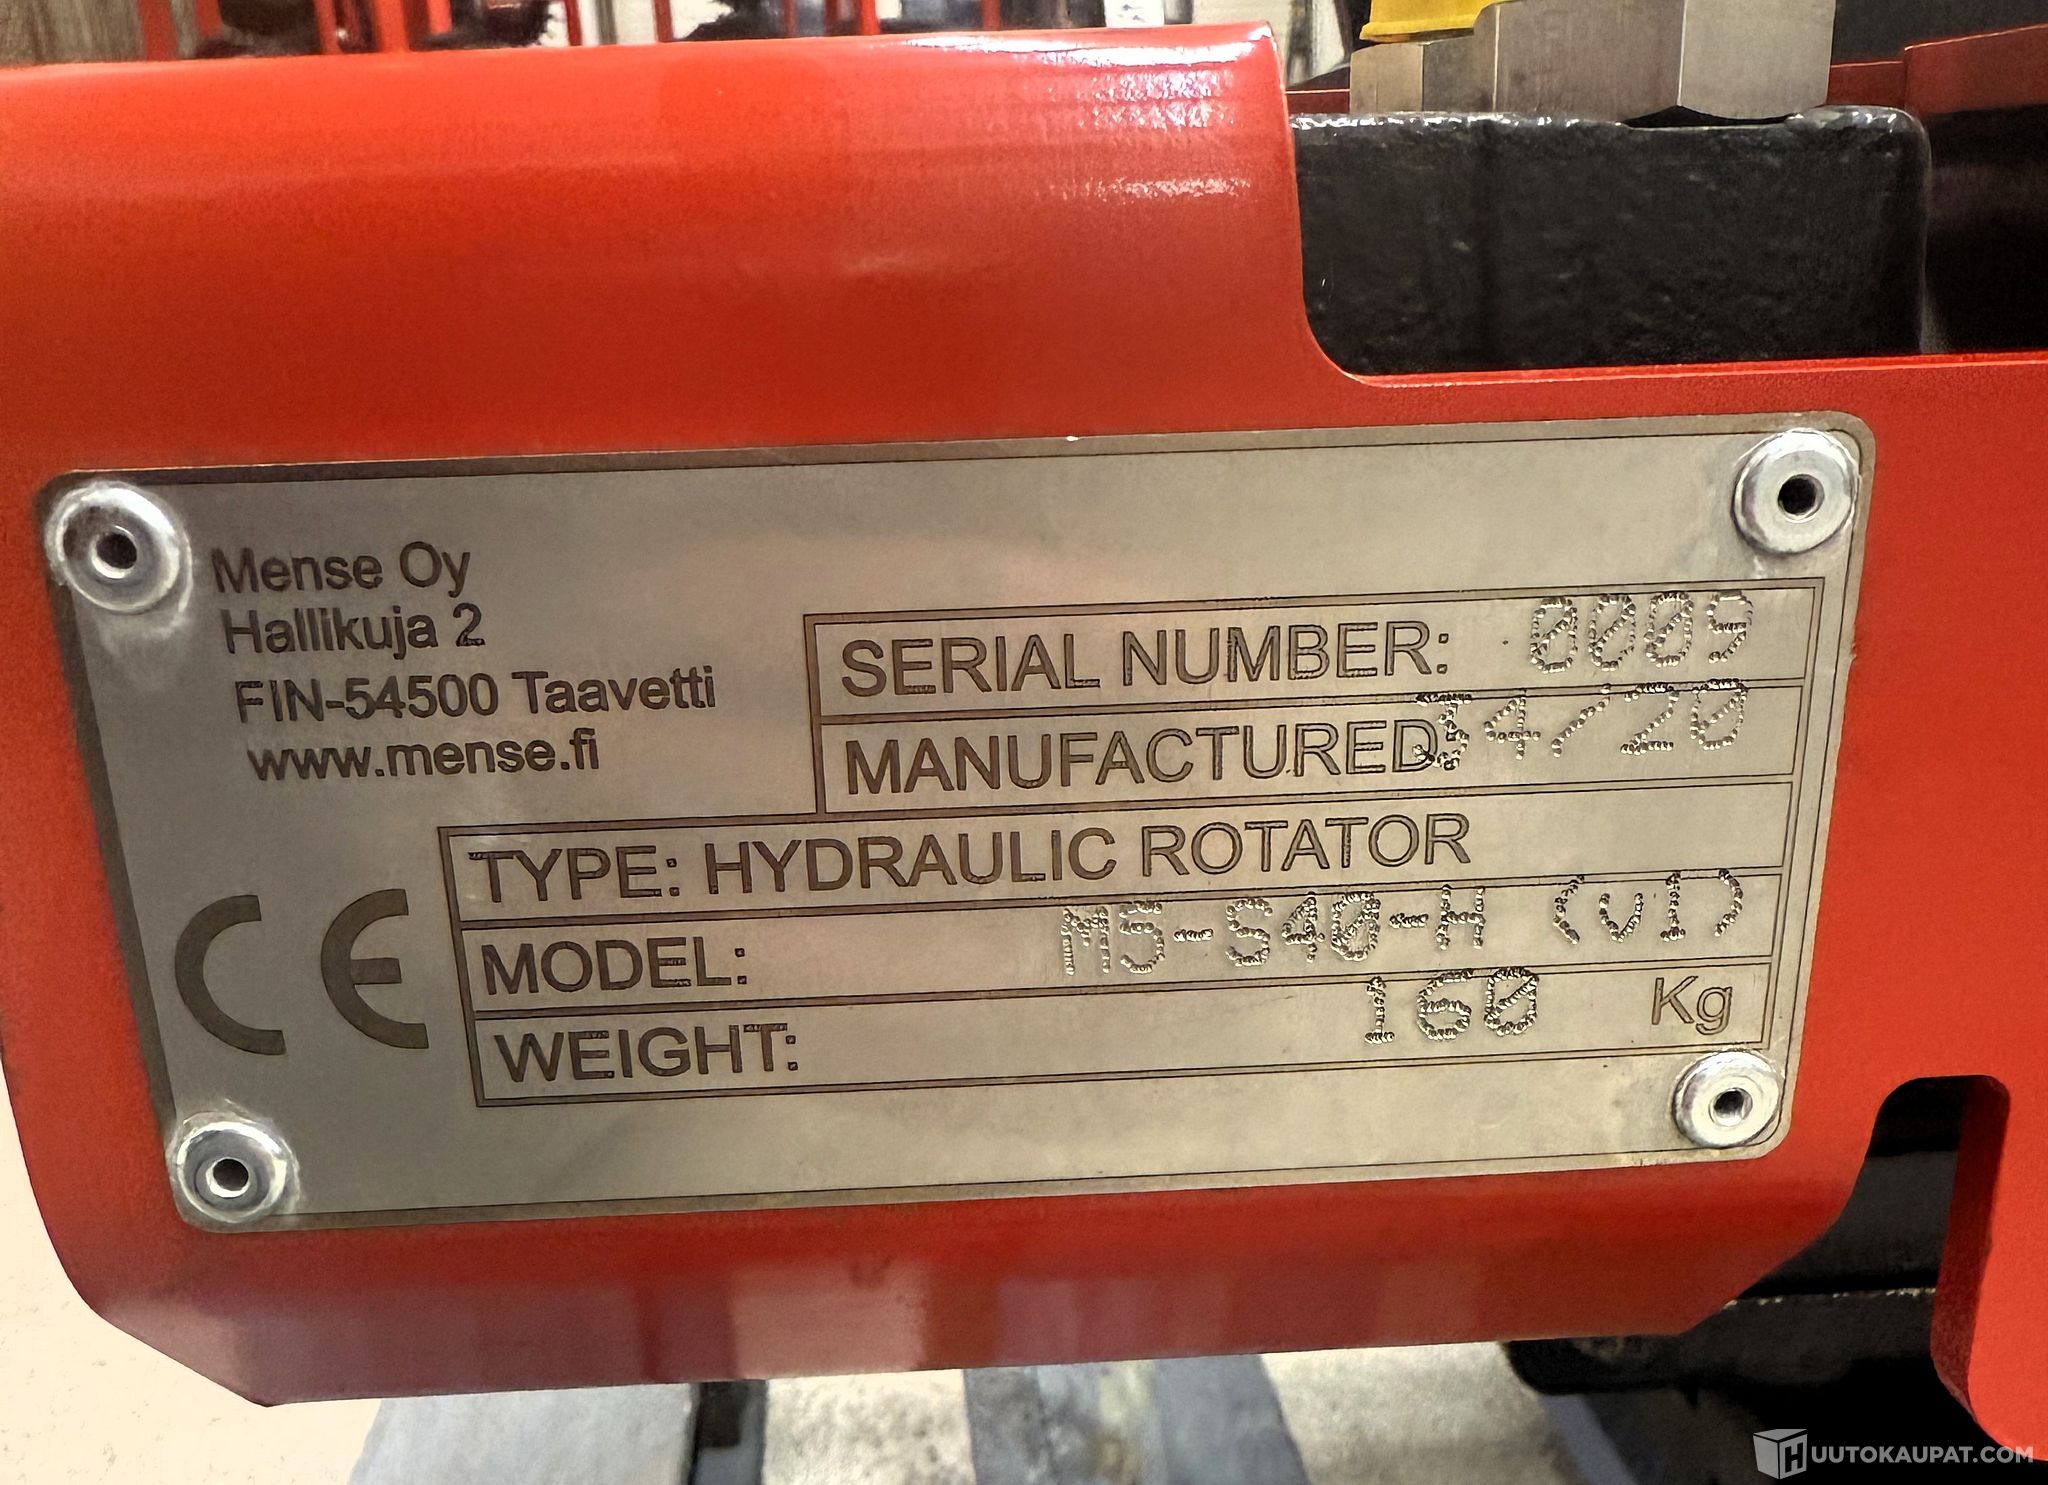 Mense Oy
Hallikuja 2
FIN-54500 Taavetti
www.mense.fi
SERIAL NUMBER: 0009
MANUFACTURED: 34/20
TYPE: HYDRAULIC ROTATOR
MODEL: M5-S40-H (v1)
WEIGHT: 160 Kg
CE
HUUTOKAUPAT.COM